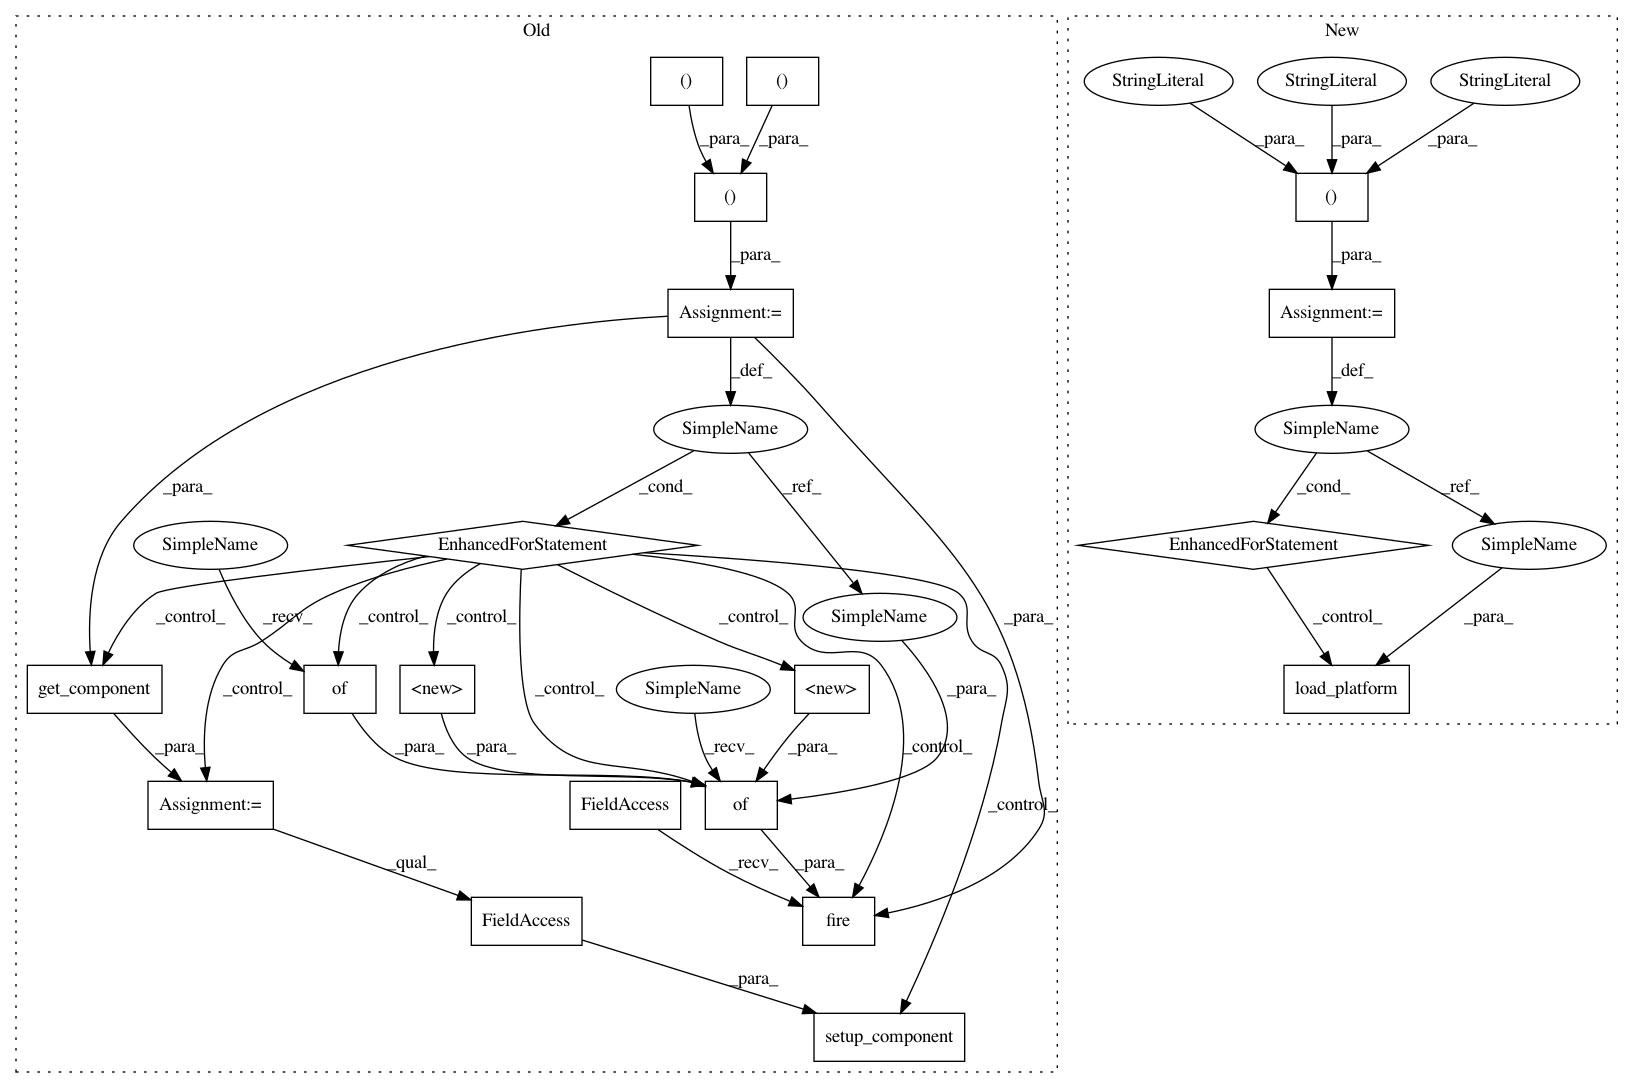 Old
New
()
()
StringLiteral
StringLiteral
StringLiteral
_para_
_para_
_para_
_para_
_para_
()
()
_para_
_para_
Assignment:=
Assignment:=
_def_
_def_
SimpleName
SimpleName
_para_
_cond_
_ref_
_cond_
_ref_
SimpleName
EnhancedForStatement
EnhancedForStatement
SimpleName
_control_
_recv_
_control_
_control_
_control_
SimpleName
_para_
_control_
_para_
get_component
_control_
of
<new>
_control_
SimpleName
<new>
_para_
load_platform
_para_
_para_
_para_
_recv_
_para_
_control_
Assignment:=
FieldAccess
of
_control_
_qual_
_recv_
_para_
FieldAccess
fire
_para_
setup_component